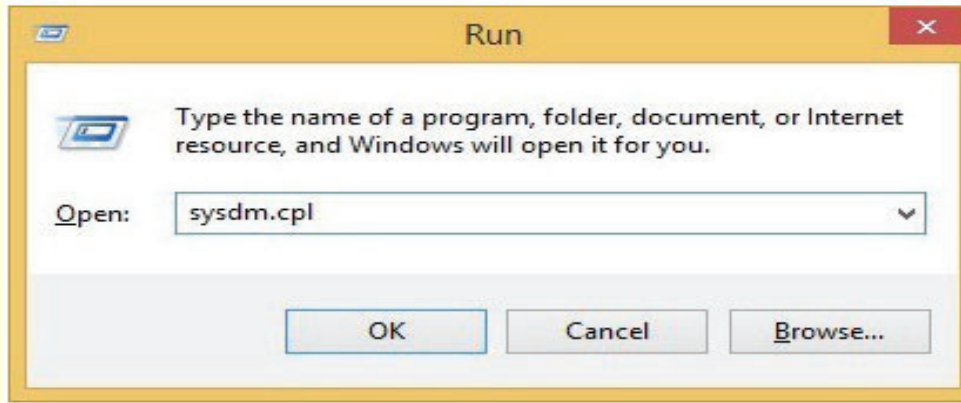 Run
Type the name of a program, folder, document, or Internet
resource, and Windows will open it for you.
Open: sysdm.cpl
OK Cancel Browse...